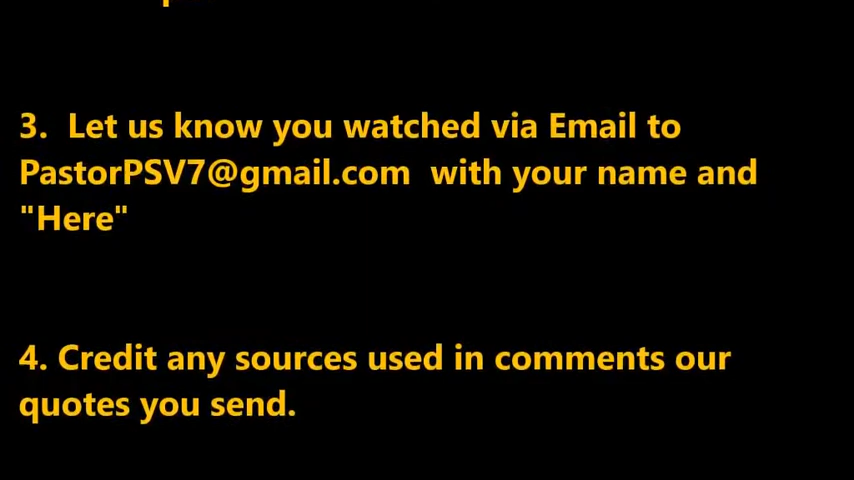 3.  Let us know you watched via Email to
PastorPSV7@gmail.com  with your name and
"Here"
4. Credit any sources used in comments our
quotes you send.